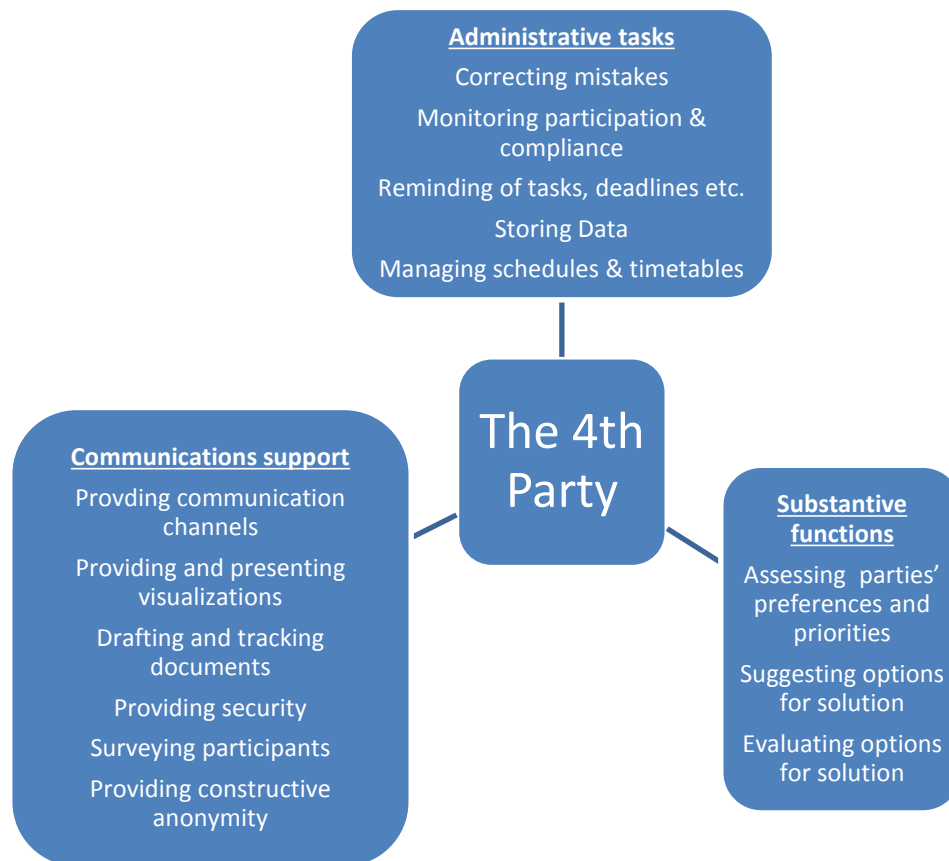 Administrative tasks
Correcting mistakes
Monitoring participation &
compliance
Reminding of tasks, deadlines etc.
Storing Data
Managing schedules & timetables
The 4th
Party
Communications support
Provding communication
channels
Providing and presenting
visualizations
Drafting and tracking
documents
Providing security
Surveying participants
Providing constructive
anonymity
Substantive
functions
Assessing parties’
preferences and
priorities
Suggesting options
for solution
Evaluating options
for solution